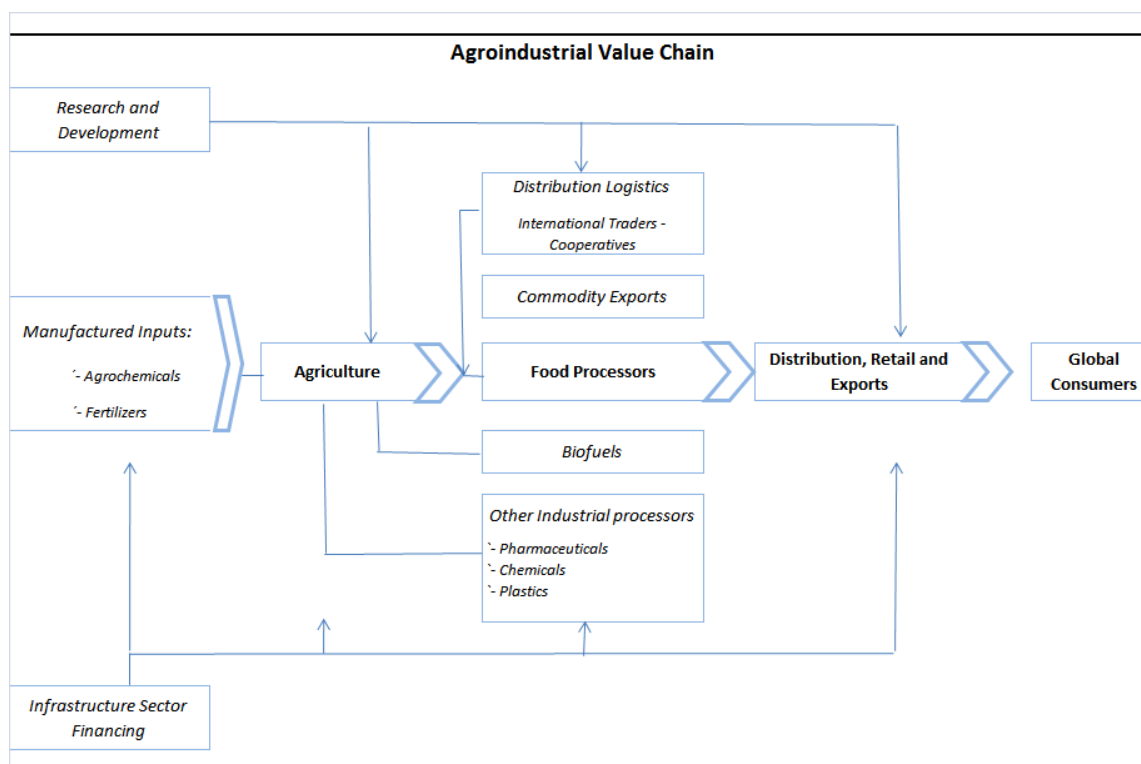 Agroindustrial Value Chain
Research and
Development
Distribution Logistics
International Traders -
Cooperatives
Commodity Exports
Manufactured Inputs:
´- Agrochemicals
´- Fertilizers
Agriculture
Food Processors
Distribution, Retail and
Exports
Global
Consumers
Biofuels
Other Industrial processors
`- Pharmaceuticals
`- Chemicals
`- Plastics
Infrastructure Sector
Financing